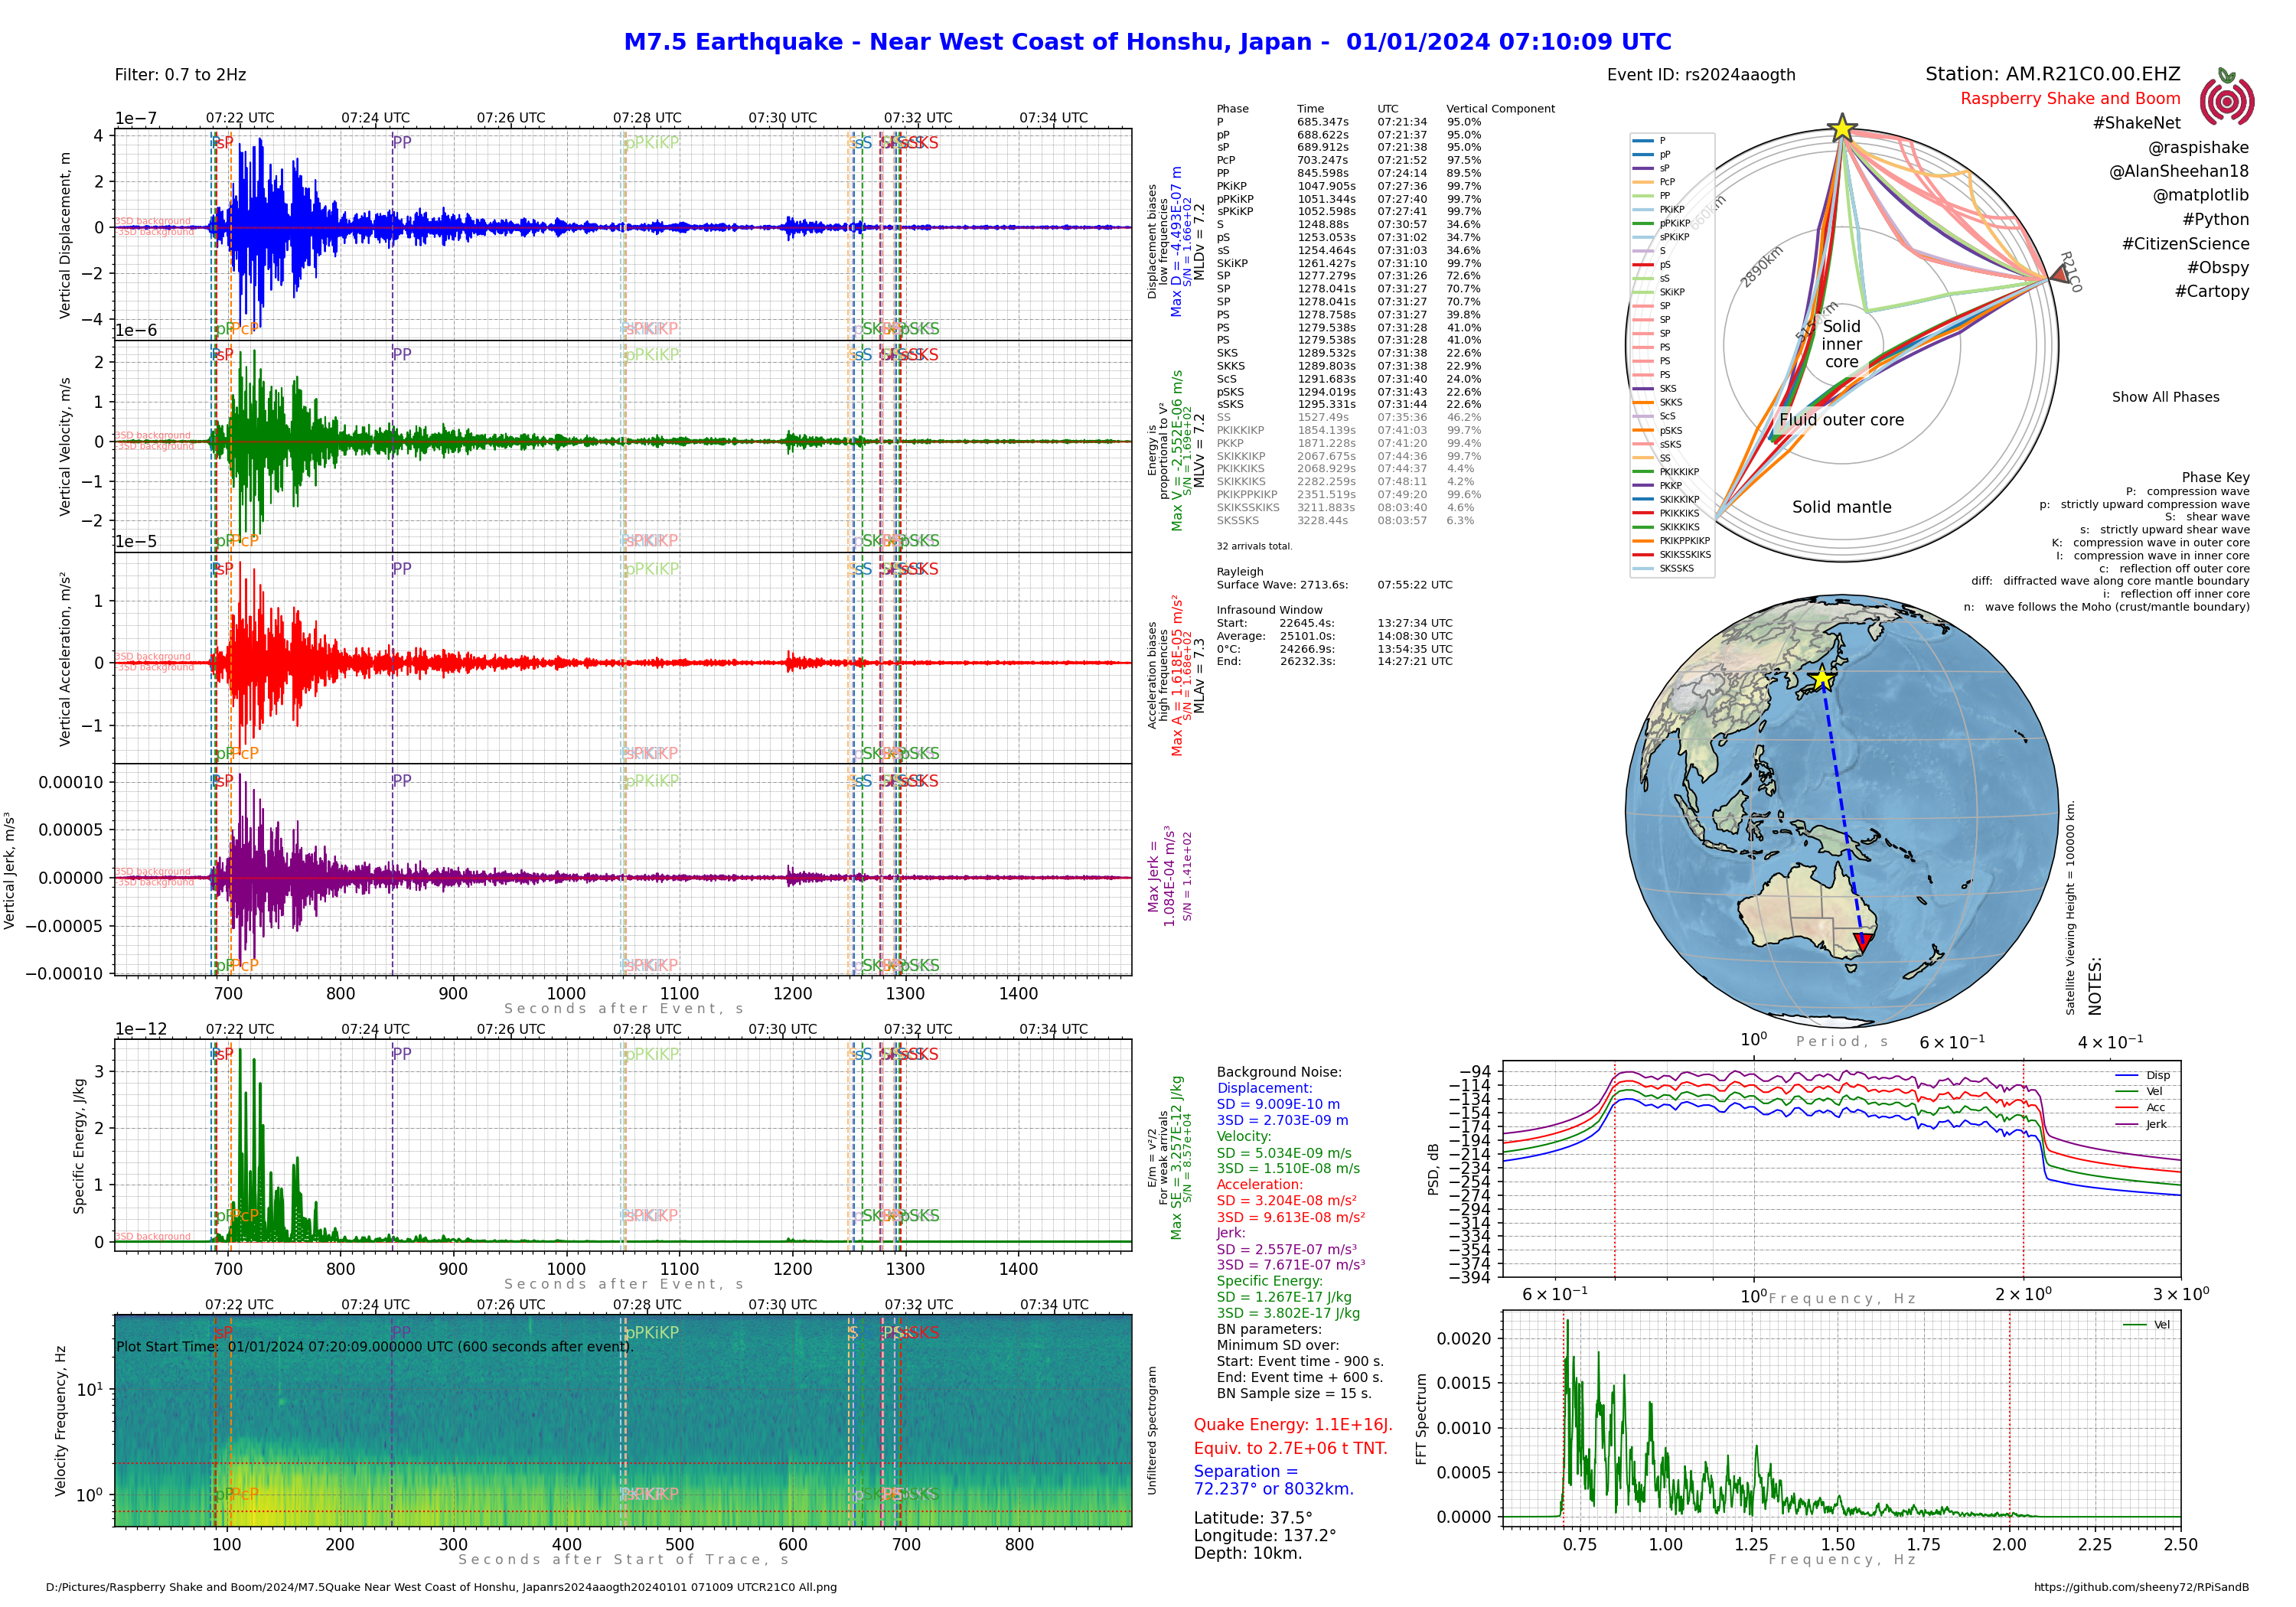 M7.5 Earthquake - Near West Coast of Honshu, Japan -  01/01/2024 07:10:09 UTC
Filter: 0.7 to 2Hz
Event ID: rs2024aaogth
Station: AM.R21C0.00.EHZ
Raspberry Shake and Boom
#ShakeNet
@raspishake
@AlanSheehan18
@matplotlib
#Python
#CitizenScience
#Obspy
#Cartopy
Show All Phases
Phase Key
P: compression wave
p: strictly upward compression wave
S: shear wave
s: strictly upward shear wave
K: compression wave in outer core
I: compression wave in inner core
c: reflection off outer core
diff: diffracted wave along core mantle boundary
i: reflection off inner core
n: wave follows the Moho (crust/mantle boundary)
1e−7
07:22 UTC 07:24 UTC 07:26 UTC 07:28 UTC 07:30 UTC 07:32 UTC 07:34 UTC
Vertical Displacement, m
4
2
0
−2
−4
3SD background
-3SD background
sP PP pPKiKP sS
PcP
Displacement biases
low frequencies
Max D = -4.493E-07 m
S/N = 1.66e+02
MLDv = 7.2
1e−6
Vertical Velocity, m/s
2
1
0
−1
−2
3SD background
-3SD background
sP PP pPKiKP sS
PcP
Energy is
proportional to v²
Max V = -2.552E-06 m/s
S/N = 1.69e+02
MLVv = 7.2
1e−5
Vertical Acceleration, m/s²
1
0
−1
3SD background
-3SD background
sP PP pPKiKP sS
PcP
Acceleration biases
high frequencies
Max A = 1.618E-05 m/s²
S/N = 1.68e+02
MLAv = 7.3
Vertical Jerk, m/s³
0.00010
0.00005
0.00000
−0.00005
−0.00010
3SD background
-3SD background
sP PP pPKiKP sS
PcP
Max Jerk =
1.084E-04 m/s³
S/N = 1.41e+02
700 800 900 1000 1100 1200 1300 1400
Seconds after Event, s
Phase Time UTC Vertical Component
P 685.347s 07:21:34 95.0%
pP 688.622s 07:21:37 95.0%
sP 689.912s 07:21:38 95.0%
PcP 703.247s 07:21:52 97.5%
PP 845.598s 07:24:14 89.5%
PKiKP 1047.905s 07:27:36 99.7%
pPKiKP 1051.344s 07:27:40 99.7%
sPKiKP 1052.598s 07:27:41 99.7%
S 1248.88s 07:30:57 34.6%
pS 1253.053s 07:31:02 34.7%
sS 1254.464s 07:31:03 34.6%
SKiKP 1261.427s 07:31:10 99.7%
SP 1277.279s 07:31:26 72.6%
SP 1278.041s 07:31:27 70.7%
SP 1278.041s 07:31:27 70.7%
PS 1278.758s 07:31:27 39.8%
PS 1279.538s 07:31:28 41.0%
PS 1279.538s 07:31:28 41.0%
SKS 1289.532s 07:31:38 22.6%
SKKS 1289.803s 07:31:38 22.9%
ScS 1291.683s 07:31:40 24.0%
pSKS 1294.019s 07:31:43 22.6%
sSKS 1295.331s 07:31:44 22.6%
SS 1527.49s 07:35:36 46.2%
PKIKKIKP 1854.139s 07:41:03 99.7%
PKKP 1871.228s 07:41:20 99.4%
SKIKKIKP 2067.675s 07:44:36 99.7%
PKIKKIKS 2068.929s 07:44:37 4.4%
SKIKKIKS 2282.259s 07:48:11 4.2%
PKIKPPKIKP 2351.519s 07:49:20 99.6%
SKIKSSKIKS 3211.883s 08:03:40 4.6%
SKSSKS 3228.44s 08:03:57 6.3%
32 arrivals total.
Rayleigh
Surface Wave: 2713.6s: 07:55:22 UTC
Infrasound Window
Start: 22645.4s: 13:27:34 UTC
Average: 25101.0s: 14:08:30 UTC
0°C: 24266.9s: 13:54:35 UTC
End: 26232.3s: 14:27:21 UTC
P
pP
sP
PcP
PP
PKiKP
pPKiKP
sPKiKP
S
pS
sS
SKiKP
SP
SP
SP
PS
PS
PS
SKS
SKKS
ScS
pSKS
sSKS
SS
PKIKKIKP
PKKP
SKIKKIKP
PKIKKIKS
SKIKKIKS
PKIKPPKIKP
SKIKSSKIKS
SKSSKS
2890km
R21C0
Solid
inner
core
Fluid outer core
Solid mantle
Satellite Viewing Height = 100000 km.
NOTES:
1e−12
07:22 UTC 07:24 UTC 07:26 UTC 07:28 UTC 07:30 UTC 07:32 UTC 07:34 UTC
Specific Energy, J/kg
3
2
1
0
3SD background
sP PP pPKiKP sS
PcP
E/m = v²/2
For weak arrivals
Max SE = 3.257E-12 J/kg
S/N = 8.57e+04
700 800 900 1000 1100 1200 1300 1400
Seconds after Event, s
07:22 UTC 07:24 UTC 07:26 UTC 07:28 UTC 07:30 UTC 07:32 UTC 07:34 UTC
Velocity Frequency, Hz
10¹
10⁰
sP PP pPKiKP S
Plot Start Time: 01/01/2024 07:20:09.000000 UTC (600 seconds after event).
PcP
Unfiltered Spectrogram
100 200 300 400 500 600 700 800
Seconds after Start of Trace, s
Background Noise:
Displacement:
SD = 9.009E-10 m
3SD = 2.703E-09 m
Velocity:
SD = 5.034E-09 m/s
3SD = 1.510E-08 m/s
Acceleration:
SD = 3.204E-08 m/s²
3SD = 9.613E-08 m/s²
Jerk:
SD = 2.557E-07 m/s³
3SD = 7.671E-07 m/s³
Specific Energy:
SD = 1.267E-17 J/kg
3SD = 3.802E-17 J/kg
BN parameters:
Minimum SD over:
Start: Event time - 900 s.
End: Event time + 600 s.
BN Sample size = 15 s.
Quake Energy: 1.1E+16J.
Equiv. to 2.7E+06 t TNT.
Separation =
72.237° or 8032km.
Latitude: 37.5°
Longitude: 137.2°
Depth: 10km.
10⁰ 6 × 10⁻¹ 4 × 10⁻¹
Period, s
PSD, dB
−94
−114
−134
−154
−174
−194
−214
−234
−254
−274
−294
−314
−334
−354
−374
−394
Disp
Vel
Acc
Jerk
6 × 10⁻¹ 10⁰ 2 × 10⁰ 3 × 10⁰
Frequency, Hz
FFT Spectrum
0.0020
0.0015
0.0010
0.0005
0.0000
Vel
0.75 1.00 1.25 1.50 1.75 2.00 2.25 2.50
Frequency, Hz
D:/Pictures/Raspberry Shake and Boom/2024/M7.5Quake Near West Coast of Honshu, Japanrs2024aaogth20240101 071009 UTCR21C0 All.png
https://github.com/sheeny72/RPiSandB